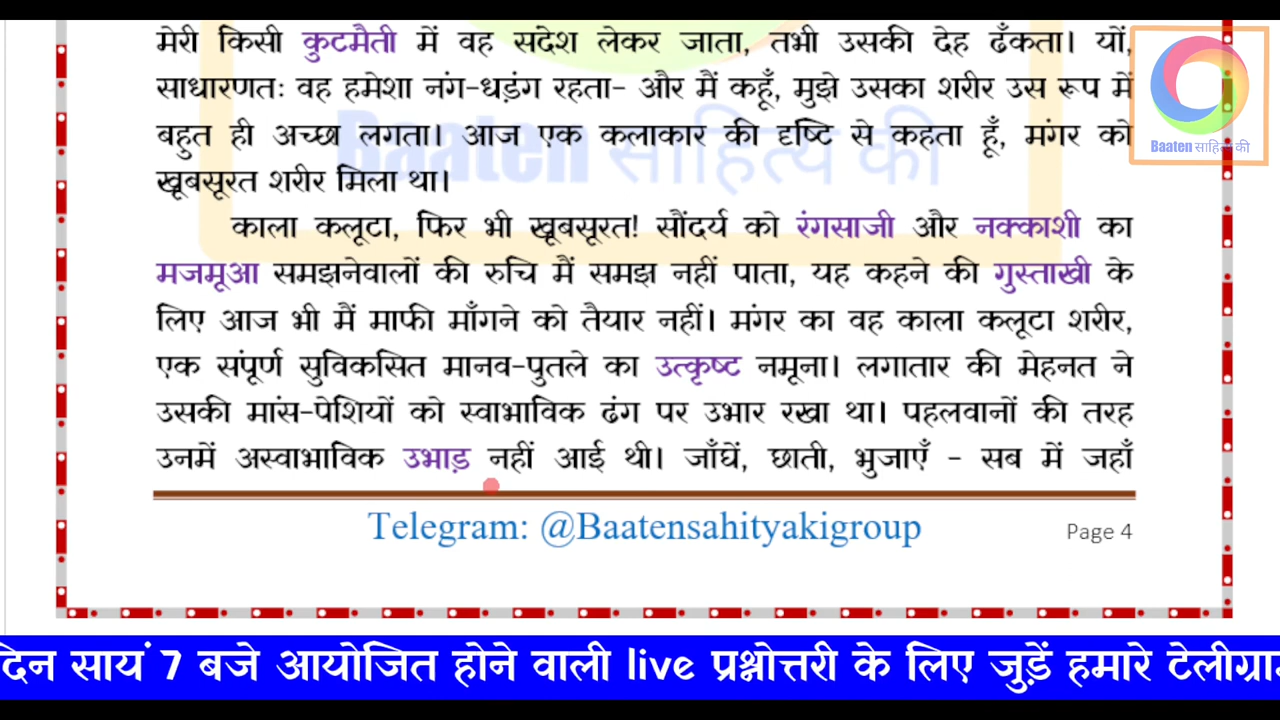 मेरी किसी कुटमैती में वह सदेश लेकर जाता, तभी उसकी देह ढँकता। यों,
साधारणतः वह हमेशा नंग-धड़ंग रहता- और मैं कहूँ, मुझे उसका शरीर उस रूप में
बहुत ही अच्छा लगता। आज एक कलाकार की दृष्टि से कहता हूँ, मंगर को
खूबसूरत शरीर मिला था।
काला कलूटा, फिर भी खूबसूरत! सौंदर्य को रंगसाजी और नक्काशी का
मजमूआ समझनेवालों की रुचि मैं समझ नहीं पाता, यह कहने की गुस्ताखी के
लिए आज भी मैं माफी माँगने को तैयार नहीं। मंगर का वह काला कलूटा शरीर,
एक संपूर्ण सुविकसित मानव-पुतले का उत्कृष्ट नमूना। लगातार की मेहनत ने
उसकी मांस-पेशियों को स्वाभाविक ढंग पर उभार रखा था। पहलवानों की तरह
उनमें अस्वाभाविक उभाड़ नहीं आई थी। जाँघें, छाती, भुजाएँ - सब में जहाँ
Baaten साहित्य की
Baaten साहित्य की
Telegram: @Baatensahityakigroup
Page 4
दिन सायं 7 बजे आयोजित होने वाली live प्रश्नोत्तरी के लिए जुड़ें हमारे टेलीग्राम